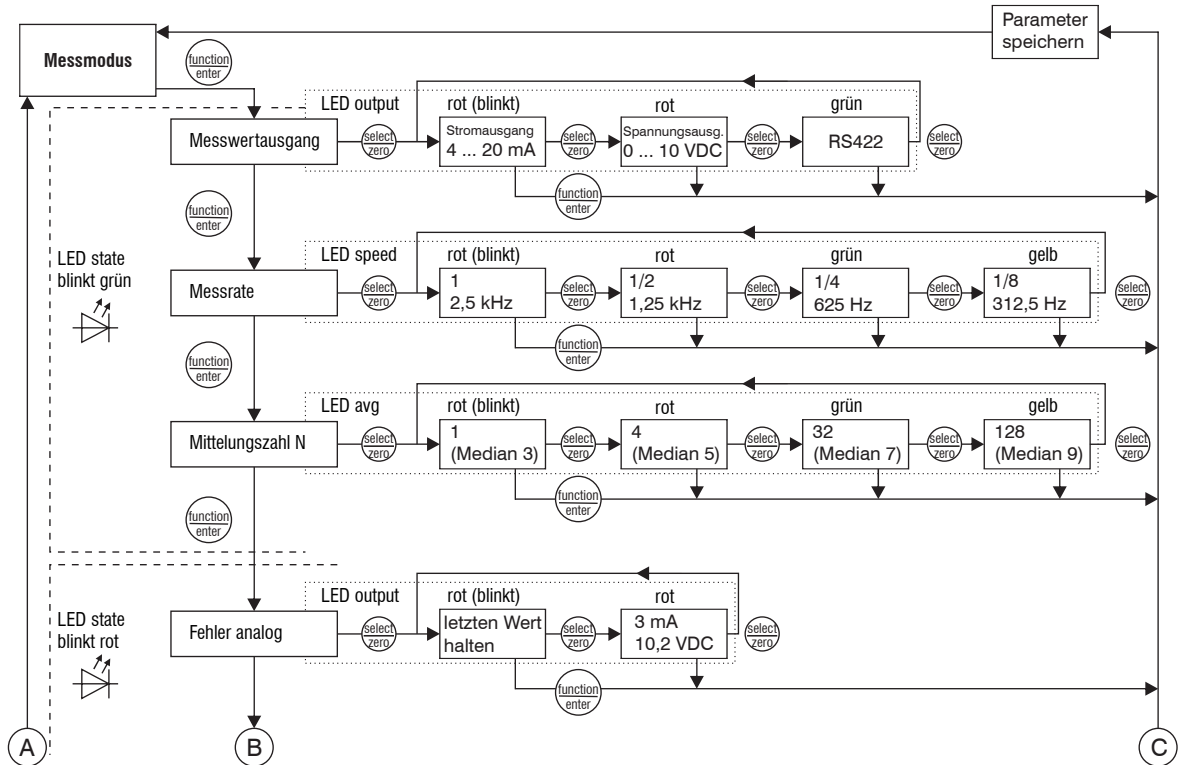 Parameter
speichern
Messmodus
function
enter
LED output
rot (blinkt)
rot
grün
Messwertausgang
select
zero
Stromausgang
4 ... 20 mA
select
zero
Spannungsausg.
0 ... 10 VDC
select
zero
RS422
select
zero
function
enter
function
enter
LED state
blinkt grün
LED speed
rot (blinkt)
rot
grün
gelb
Messrate
select
zero
1
2,5 kHz
select
zero
1/2
1,25 kHz
select
zero
1/4
625 Hz
select
zero
1/8
312,5 Hz
select
zero
function
enter
function
enter
LED avg
rot (blinkt)
rot
grün
gelb
Mittelungszahl N
select
zero
1
(Median 3)
select
zero
4
(Median 5)
select
zero
32
(Median 7)
select
zero
128
(Median 9)
select
zero
function
enter
function
enter
LED state
blinkt rot
LED output
rot (blinkt)
rot
Fehler analog
select
zero
letzten Wert
halten
select
zero
3 mA
10,2 VDC
select
zero
function
enter
A
B
C